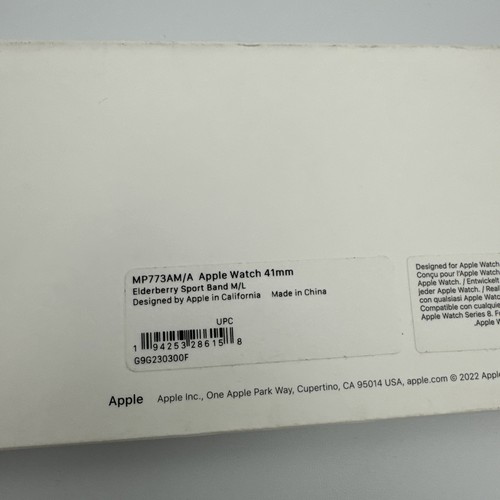 MP773AM/A Apple Watch 41mm
Elderberry Sport Band M/L
Designed by Apple in California Made in China
UPC
1 94253 28615 8
G9G230300F
Designed for Apple Watch
Conçu pour l'Apple Watch
Apple Watch. / Entwickelt
jeder Apple Watch. / Real
con qualsiasi Apple Watc
Compatible con cualquie
Apple Watch Series 8. Fo
Apple W
Apple Apple Inc., One Apple Park Way, Cupertino, CA 95014 USA, apple.com © 2022 Apple